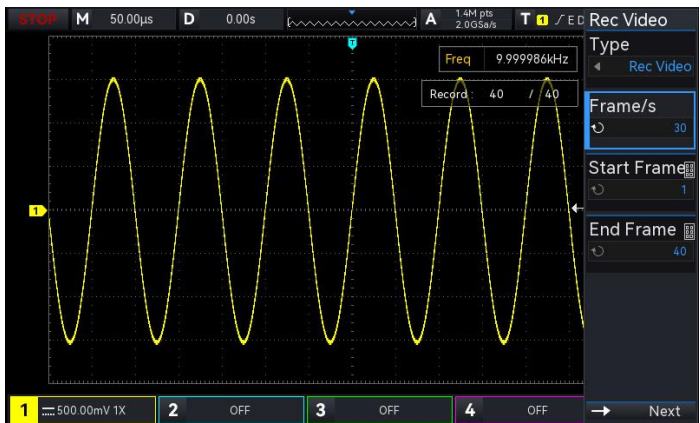 STOP M 50.00μs D 0.00s A 1.4M pts T 1 E D Rec Video
2.0GSa/s
Type
Rec Video
T
Freq 9.999986kHz
Record 40 / 40
Frame/s
30
Start Frame
1
1
End Frame
40
1 500.00mV 1X 2 OFF 3 OFF 4 OFF Next